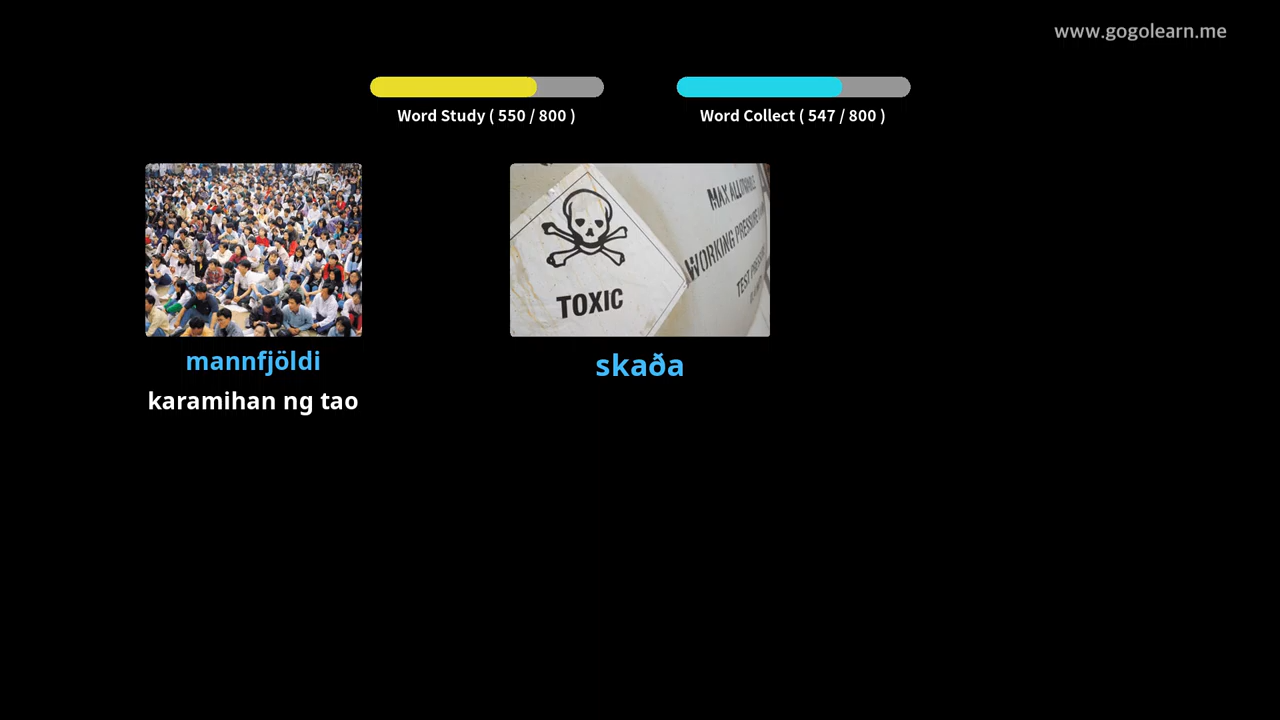 www.gogolearn.me
Word Study ( 550 / 800 )
Word Collect ( 547 / 800 )
MAX ALLOWABLE
WORKING PRESSURE
TOXIC
mannfjöldi
skaða
karamihan ng tao